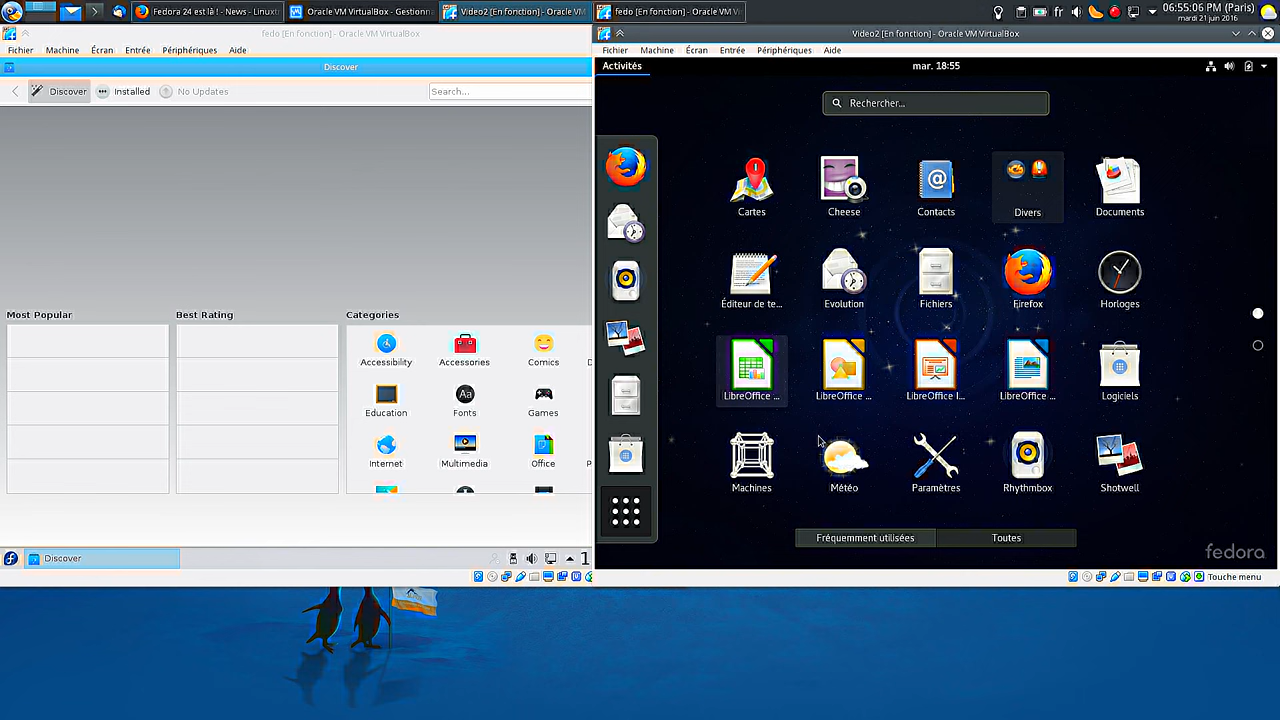 Fedora 24 est là ! - News - Linuxt
Oracle VM VirtualBox - Gestionn
Video2 [En fonction] - Oracle VM
fedo [En fonction] - Oracle VM Vi
fr
06:55:06 PM (Paris)
mardi 21 juin 2016
fedo [En fonction] - Oracle VM VirtualBox
Fichier Machine Écran Entrée Périphériques Aide
Discover
Discover Installed No Updates Search...
Most Popular Best Rating Categories
Accessibility Accessories Comics
Education Fonts Games
Internet Multimedia Office
Discover
1
Video2 [En fonction] - Oracle VM VirtualBox
Fichier Machine Écran Entrée Périphériques Aide
Activités mar. 18:55
Rechercher...
Cartes Cheese Contacts Divers Documents
Éditeur de te... Evolution Fichiers Firefox Horloges
LibreOffice ... LibreOffice ... LibreOffice I... LibreOffice ... Logiciels
Machines Météo Paramètres Rhythmbox Shotwell
Fréquemment utilisées Toutes
fedora
Touche menu